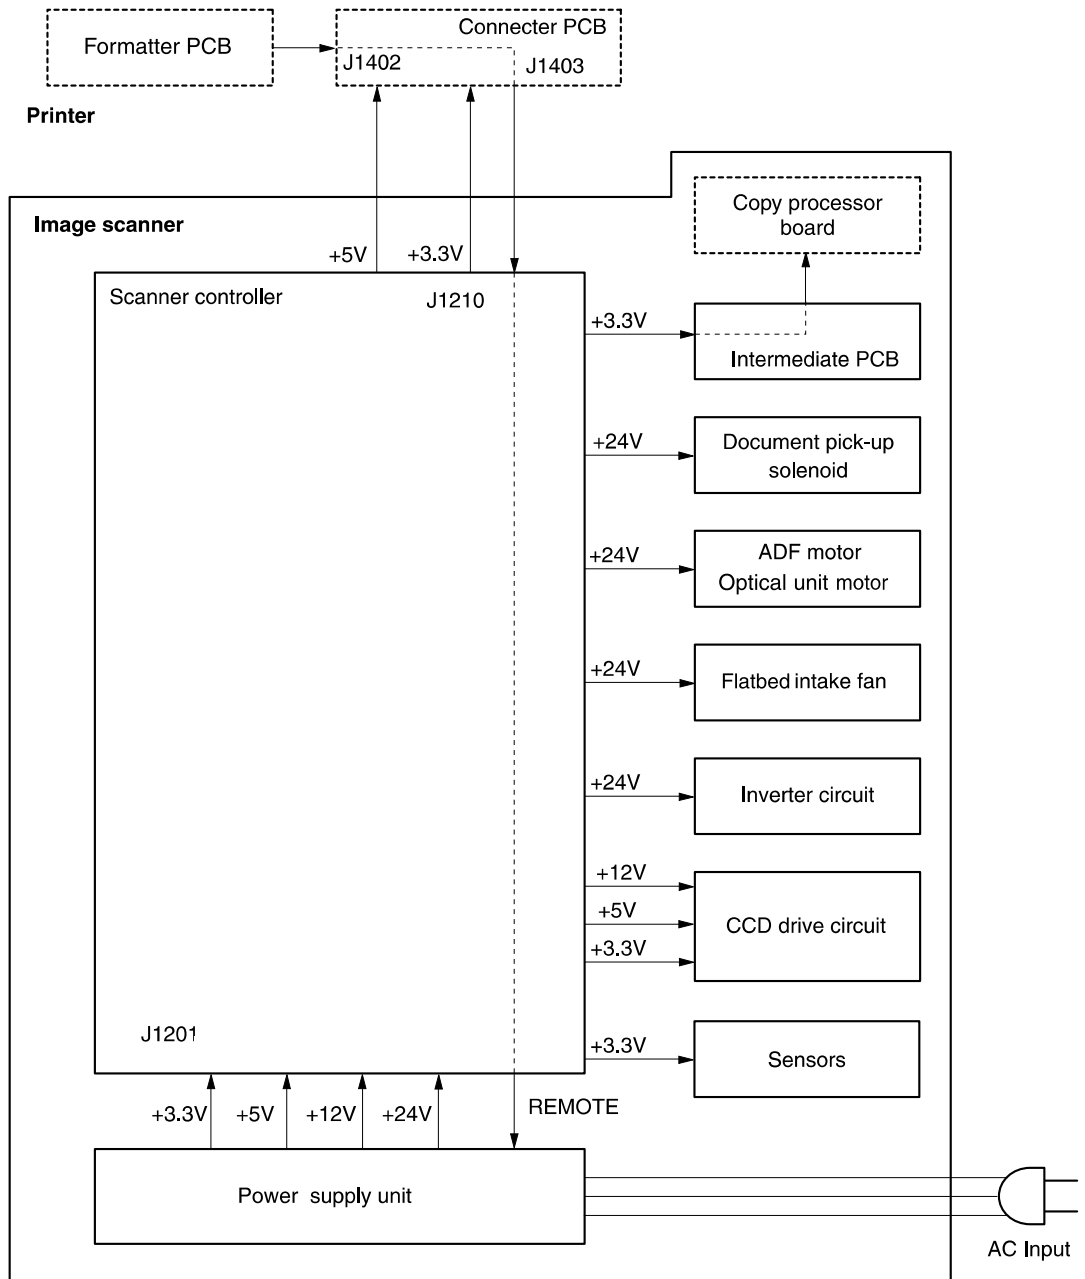 Formatter PCB
Connecter PCB
J1402
J1403
Printer
Image scanner
Copy processor
board
+5V
+3.3V
Scanner controller
J1210
+3.3V
Intermediate PCB
+24V
Document pick-up
solenoid
+24V
ADF motor
Optical unit motor
+24V
Flatbed intake fan
+24V
Inverter circuit
+12V
+5V
+3.3V
CCD drive circuit
J1201
+3.3V
Sensors
+3.3V
+5V
+12V
+24V
REMOTE
Power supply unit
AC Input